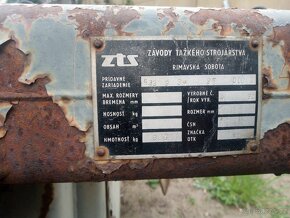 zts
ZÁVODY ŤAŽKÉHO STROJÁRSTVA
RIMAVSKÁ SOBOTA
PRÍDAVNÉ ZARIADENIE
MAX. ROZMERY BREMENA mm
VÝROBNÉ Č. /ROK VÝR.
NOSNOSŤ kg
ROZMER mm
OBSAH m³
ČSN
HMOTNOSŤ kg
ZNAČKA OTK